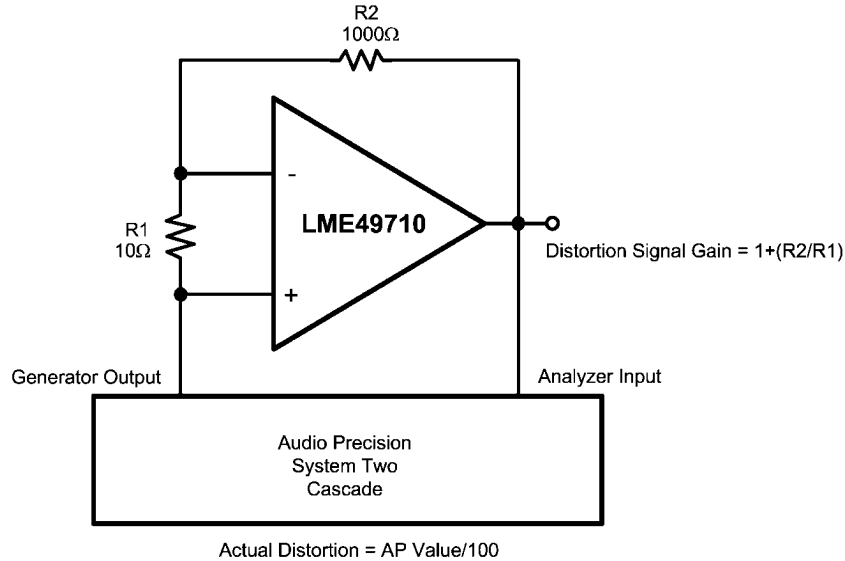 R2
1000Ω
-
LME49710
R1
10Ω
+
Distortion Signal Gain = 1+(R2/R1)
Generator Output
Analyzer Input
Audio Precision
System Two
Cascade
Actual Distortion = AP Value/100